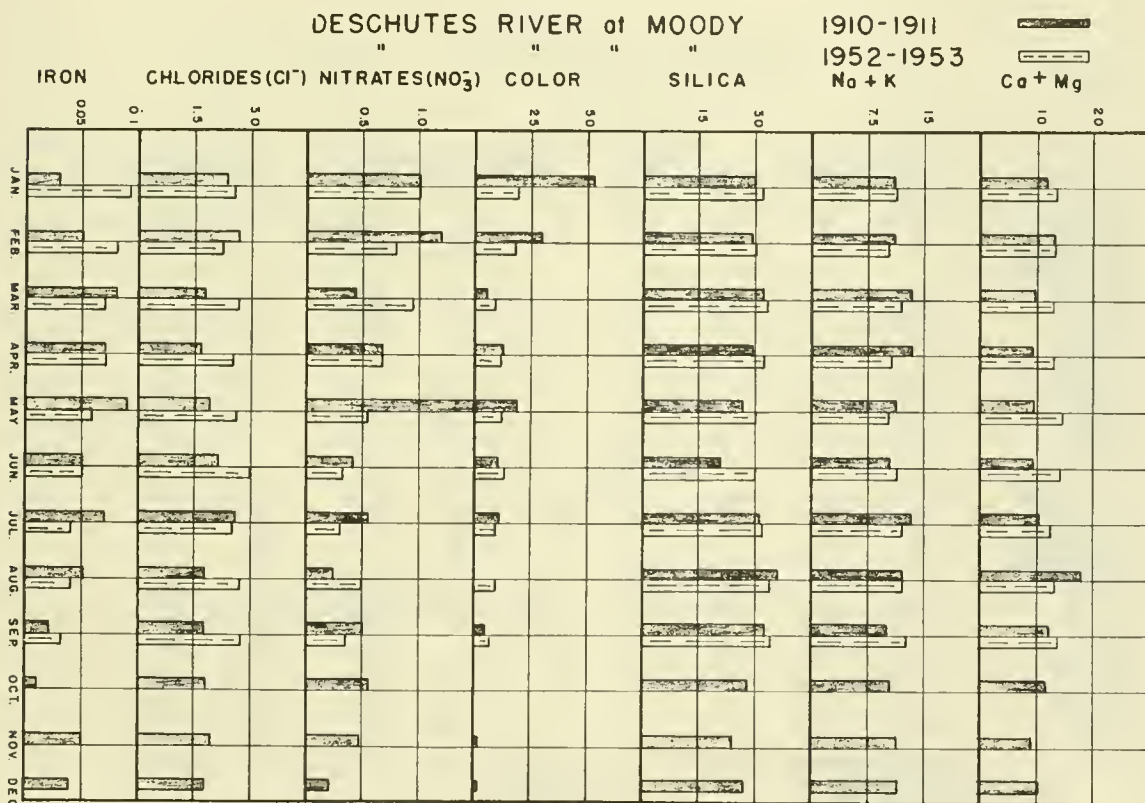 DESCHUTES RIVER at MOODY 1910-1911
" " " " 1952-1953
IRON CHLORIDES(Cl⁻) NITRATES(NO₃⁻) COLOR SILICA Na + K Ca + Mg
0.05 0.1 1.5 3.0 0.5 1.0 25 50 15 30 7.5 15 10 20
JAN.
FEB.
MAR.
APR.
MAY
JUN.
JUL.
AUG.
SEP.
OCT.
NOV.